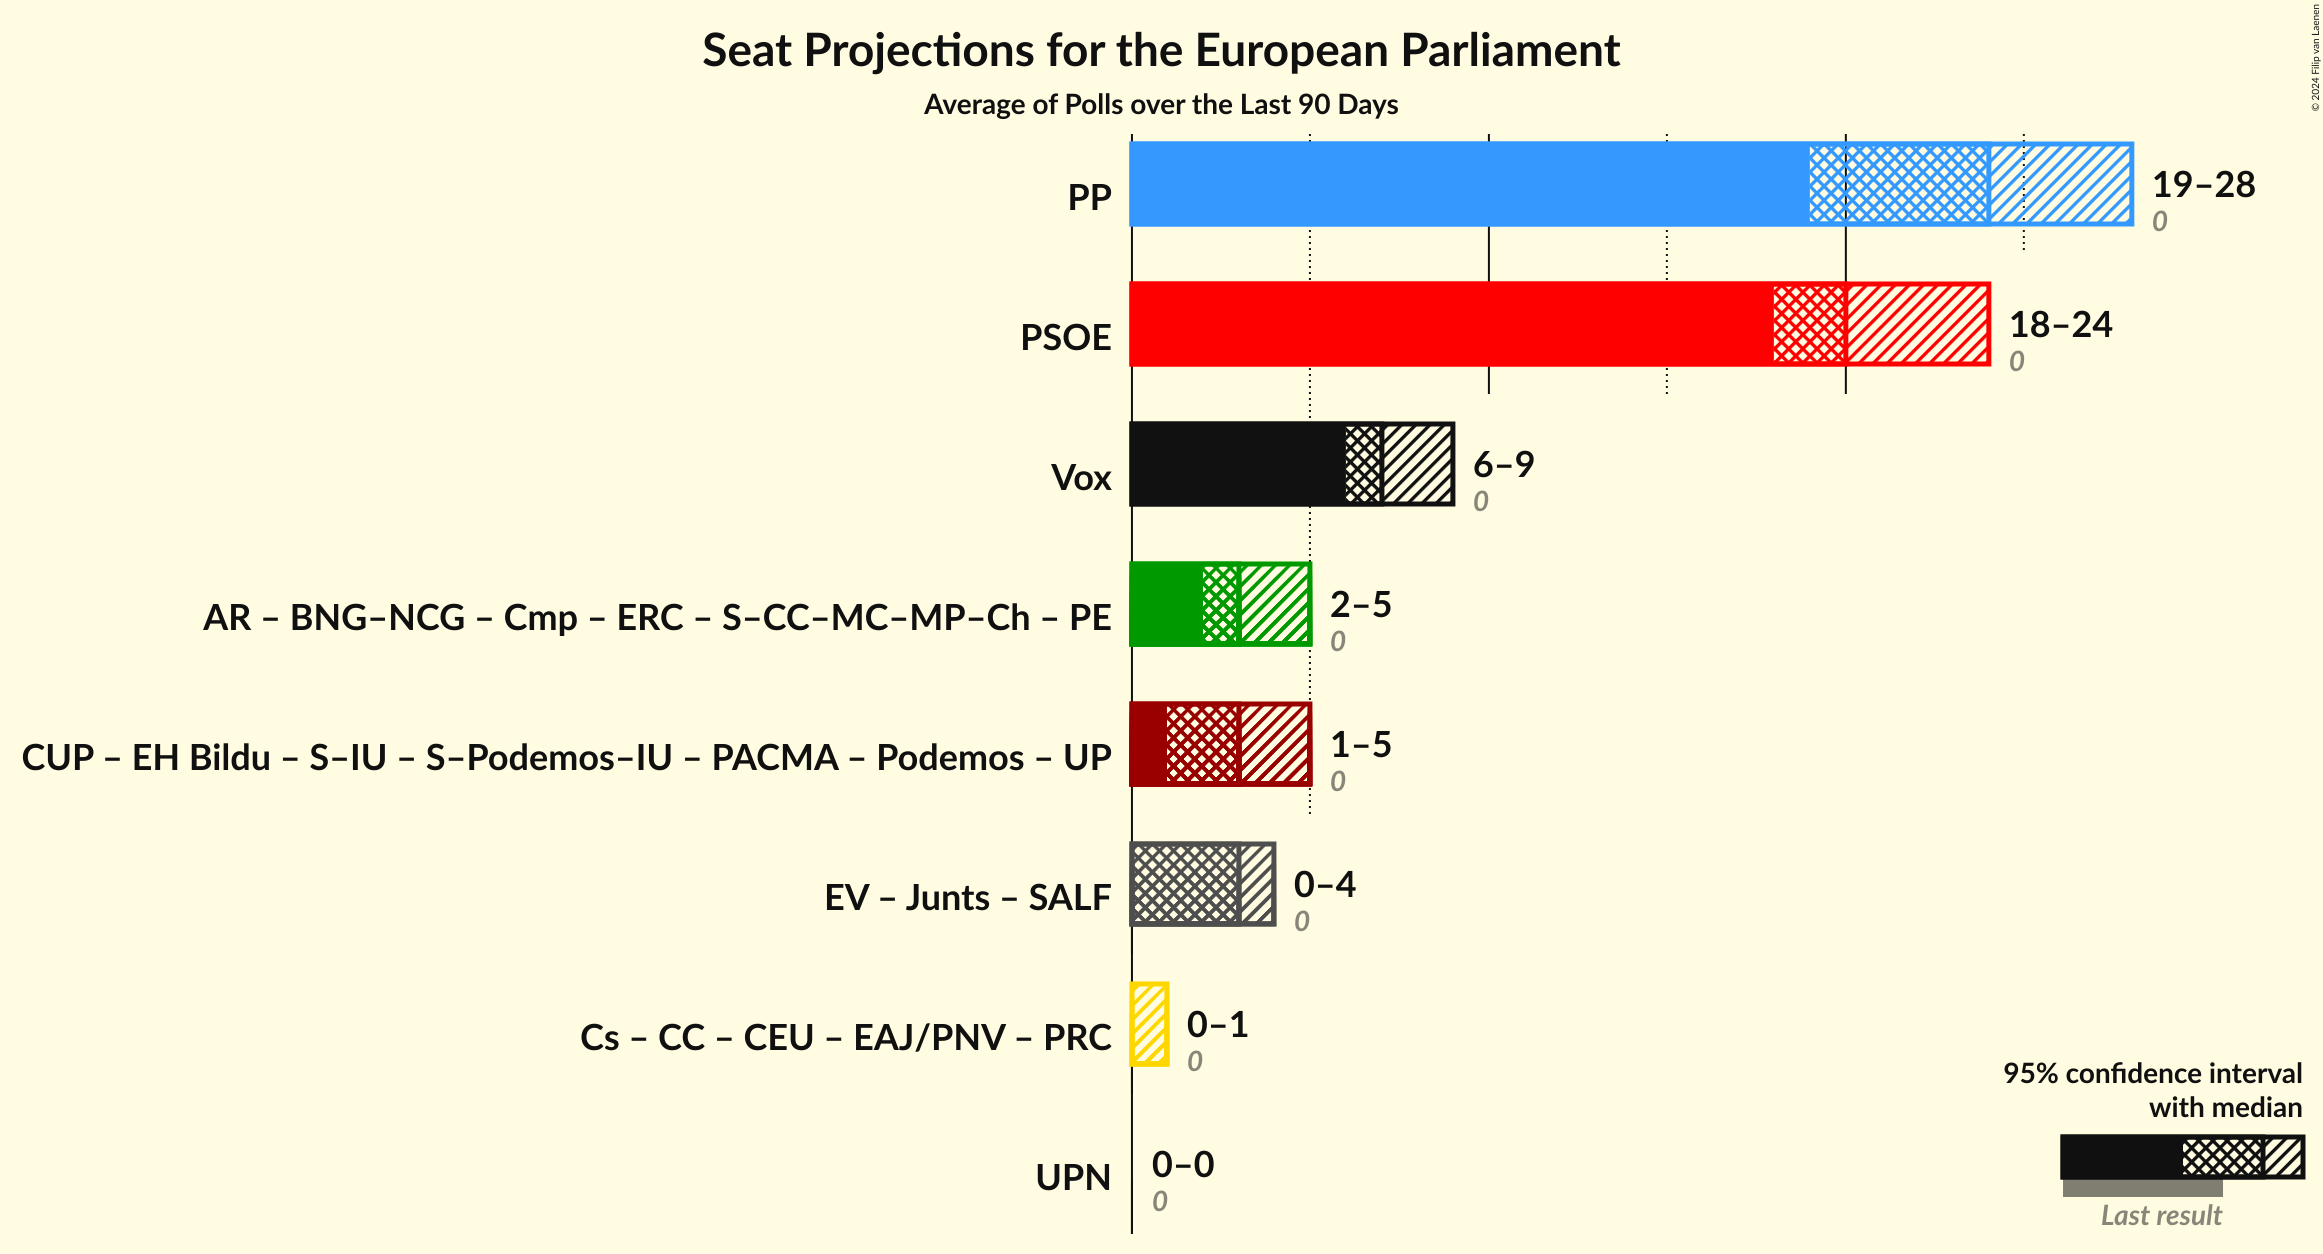 Seat Projections for the European Parliament
Average of Polls over the Last 90 Days
© 2024 Filip van Laenen
PP
19–28
0
PSOE
18–24
0
Vox
6–9
0
AR – BNG–NCG – Cmp – ERC – S–CC–MC–MP–Ch – PE
2–5
0
CUP – EH Bildu – S–IU – S–Podemos–IU – PACMA – Podemos – UP
1–5
0
EV – Junts – SALF
0–4
0
Cs – CC – CEU – EAJ/PNV – PRC
0–1
0
UPN
0–0
0
95% confidence interval
with median
Last result